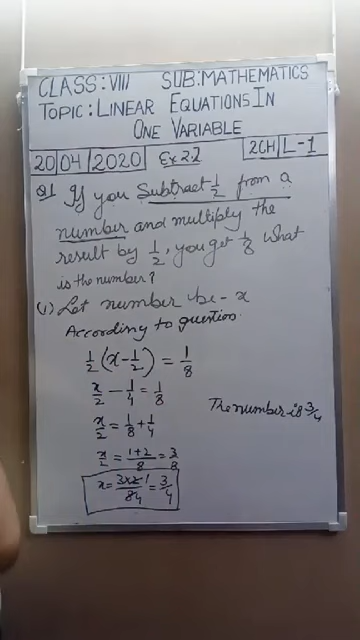 CLASS:VIII SUB:MATHEMATICS
TOPIC:LINEAR EQUATIONS IN
ONE VARIABLE
20/04/2020 Ex 2.2 2CH L-1
Q1 If you Subtract 1/2 from a
number and multiply the
result by 1/2, you get 1/8 What
is the number?
(1) Let number be - x
According to question.
1/2 (x - 1/2) = 1/8
x/2 - 1/4 = 1/8
The number is 3/4
x/2 = 1/8 + 1/4
x/2 = 1+2/8 = 3/8
x = 3x2 1/8 4 = 3/4